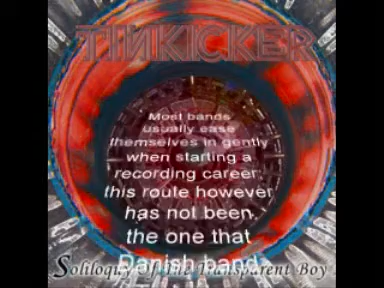 TINKICKER
Most bands
usually ease
themselves in gently
when starting a
recording career,
this route however
has not been
the one that
Danish band
Soliloquy Of The Transparent Boy